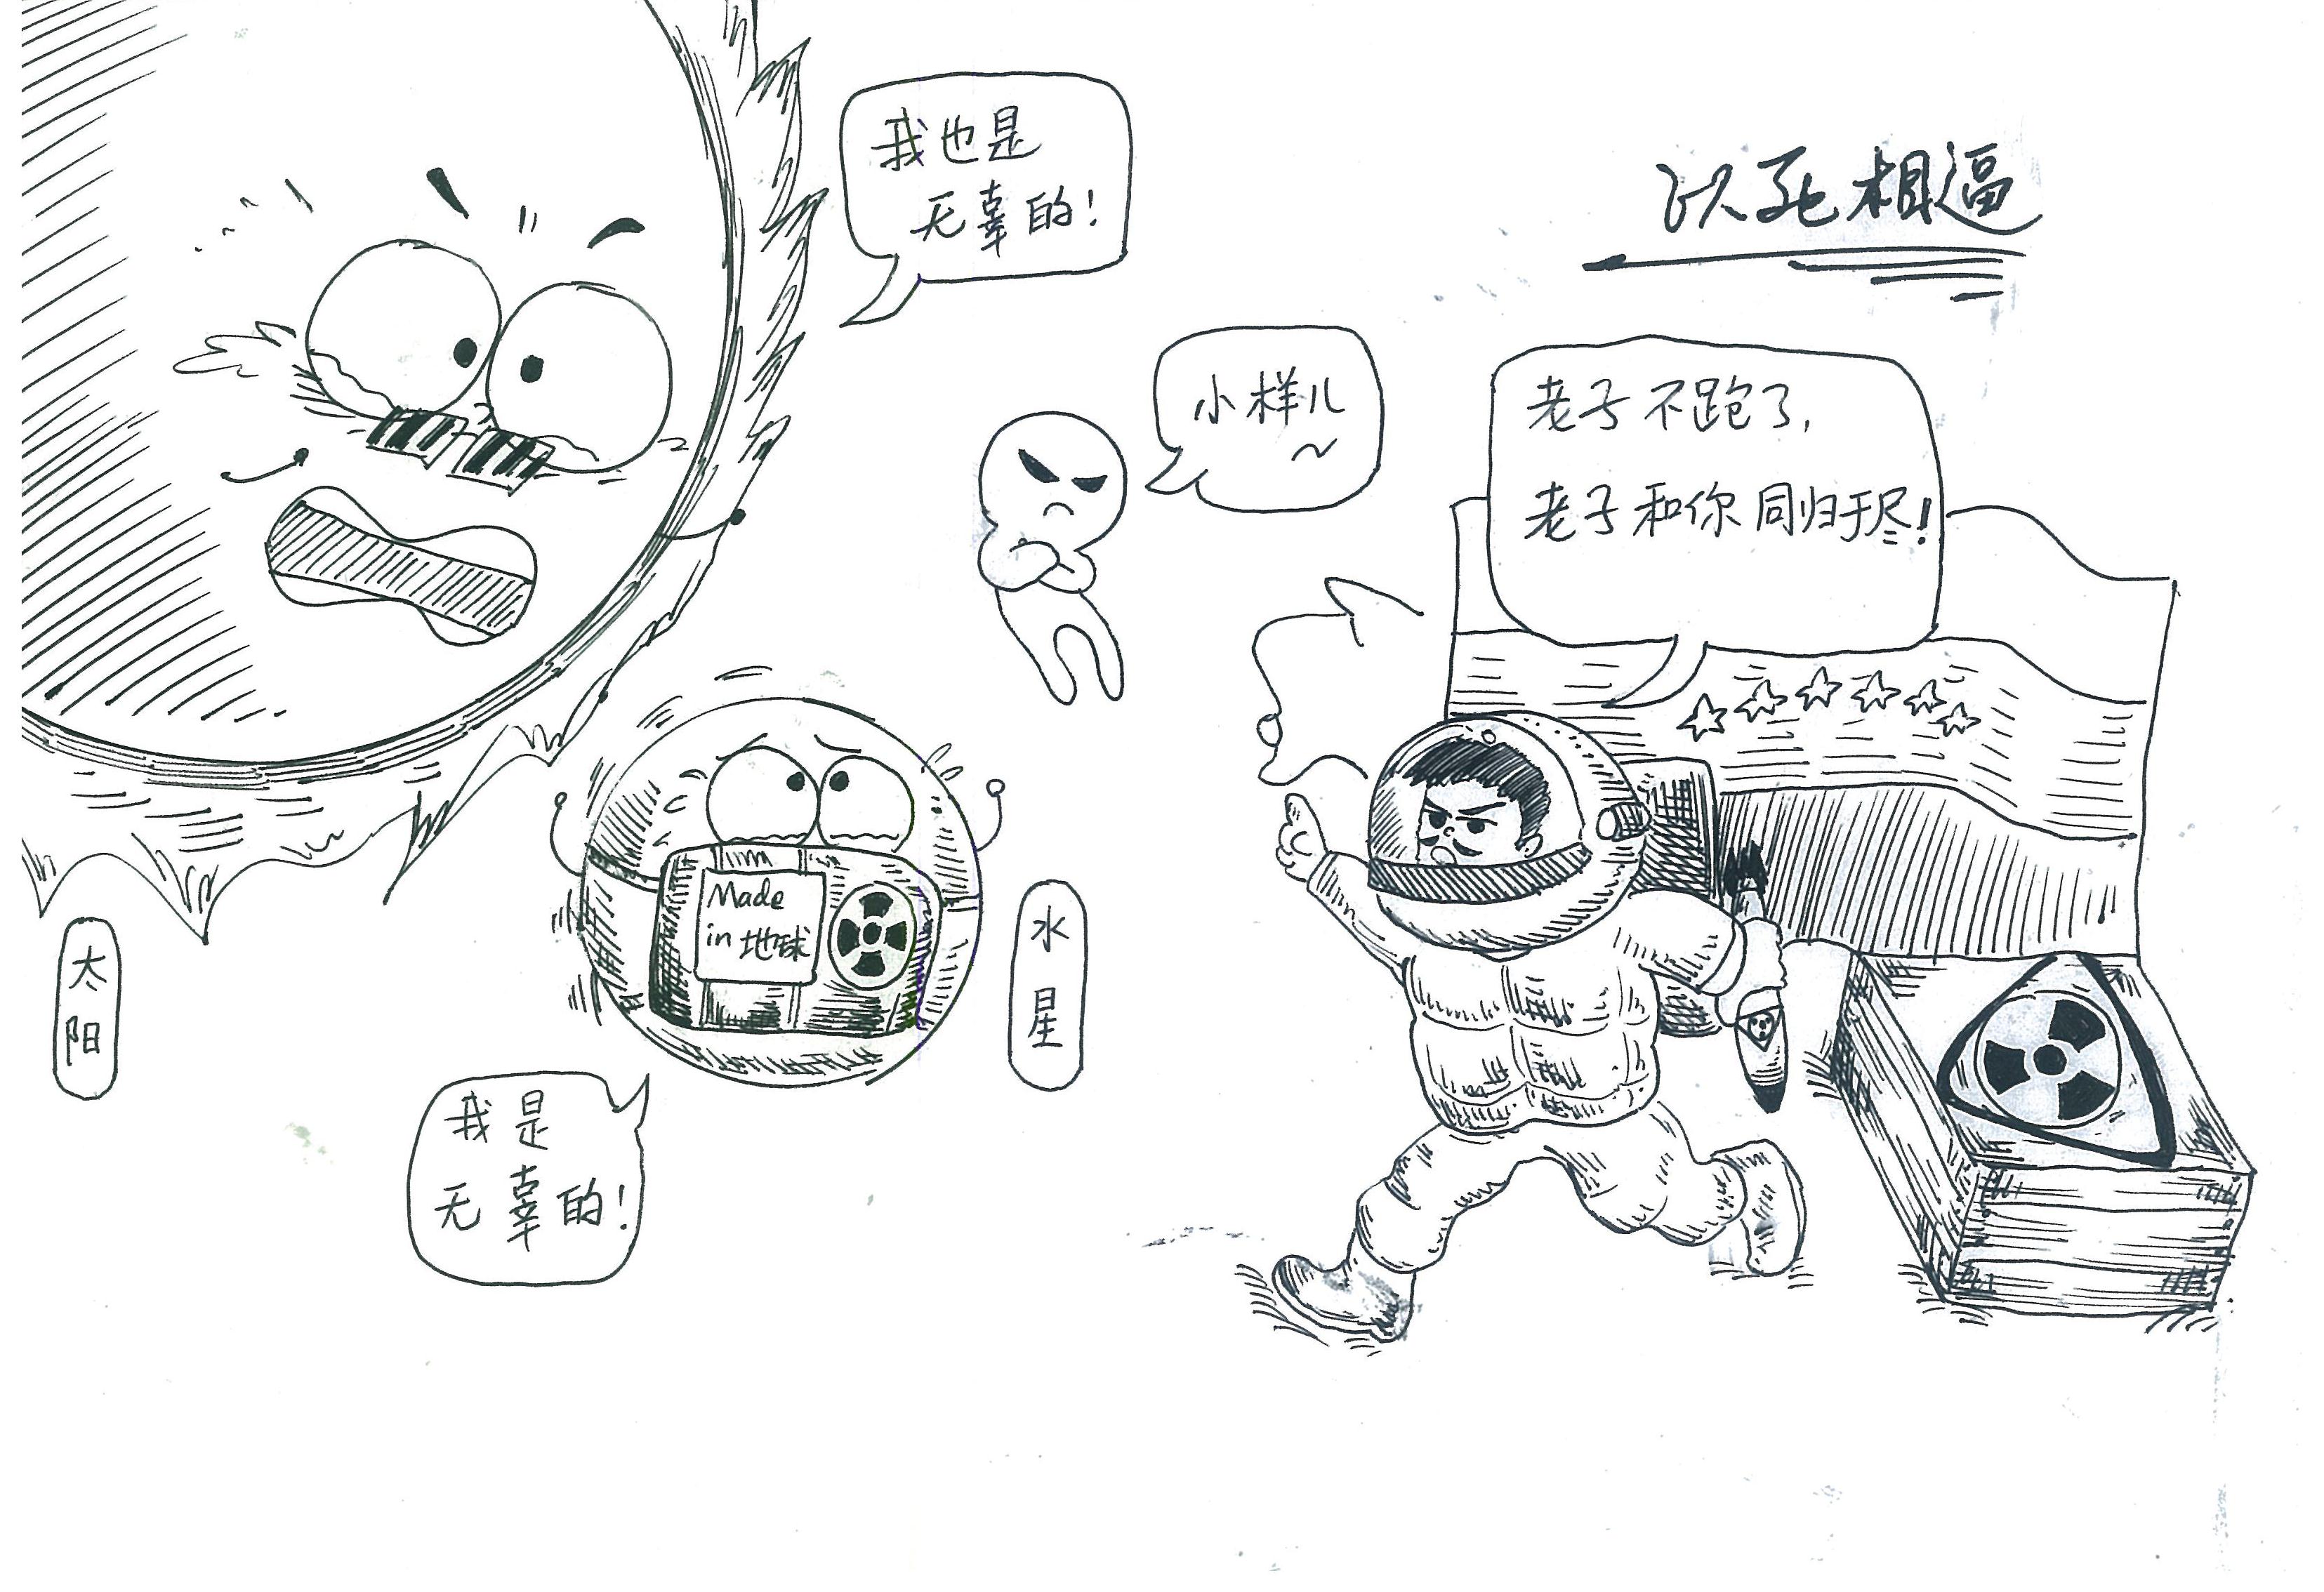 以死相逼
我也是
无辜的！
小样儿
～
老子不跑了，
老子和你同归于尽！
Made
in 地球
水星
太阳
我是
无辜的！